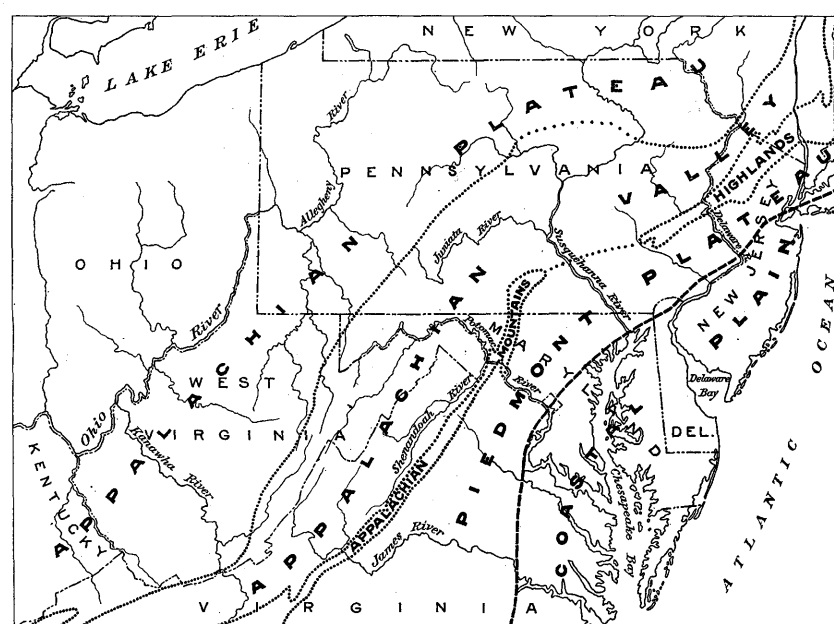 LAKE ERIE
NEW YORK
PENNSYLVANIA
OHIO
WEST
VIRGINIA
KENTUCKY
VIRGINIA
MARYLAND
DEL.
NEW JERSEY
APPALACHIAN PLATEAU
APPALACHIAN VALLEY
APPALACHIAN
MOUNTAINS
HIGHLANDS
PIEDMONT PLATEAU
COASTAL PLAIN
ATLANTIC OCEAN
Allegheny River
Juniata River
Susquehanna River
Delaware
Delaware
Bay
Ohio River
Kanawha River
Potomac River
Shenandoah River
James River
Chesapeake Bay